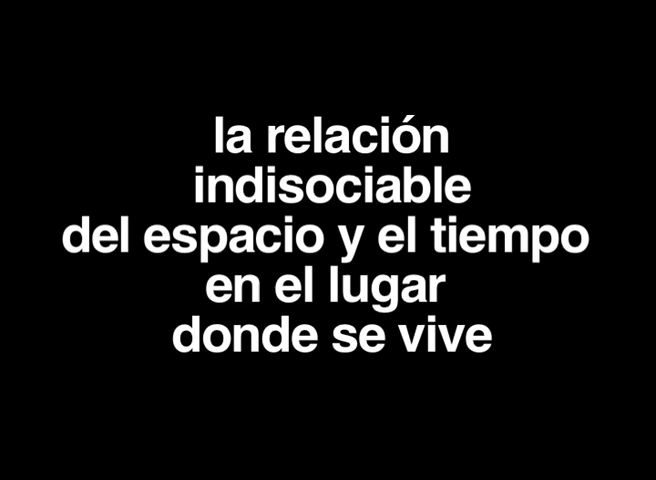 la relación
indisociable
del espacio y el tiempo
en el lugar
donde se vive